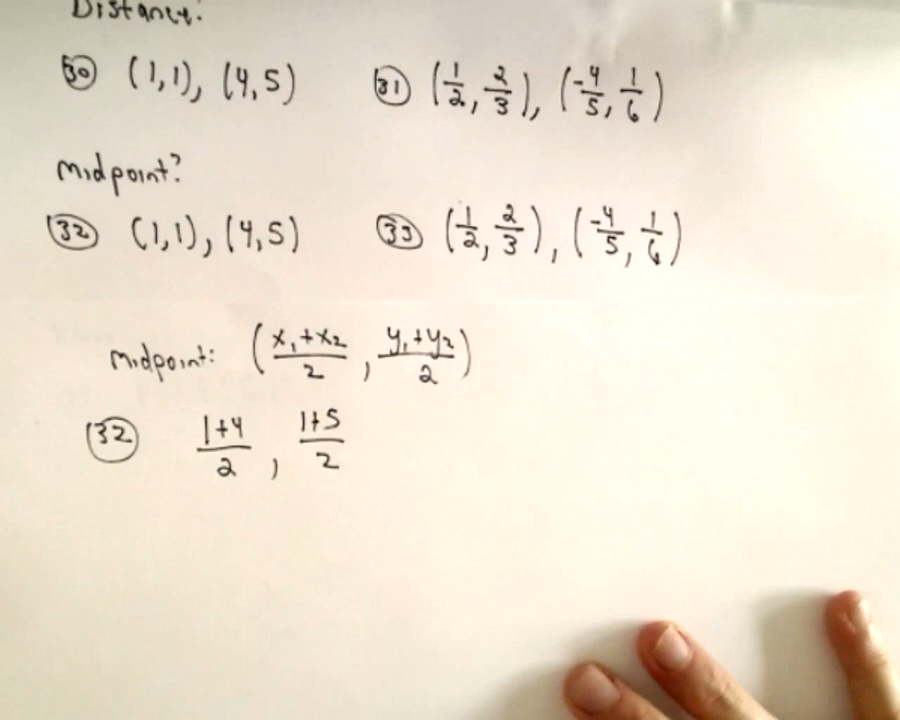 Distance:
30 (1,1), (4,5) 31 (1/2, 2/3), (-4/5, 1/6)
Midpoint?
32 (1,1), (4,5) 33 (1/2, 2/3), (-4/5, 1/6)
Midpoint: (x₁+x₂/2, y₁+y₂/2)
32 1+4/2, 1+5/2